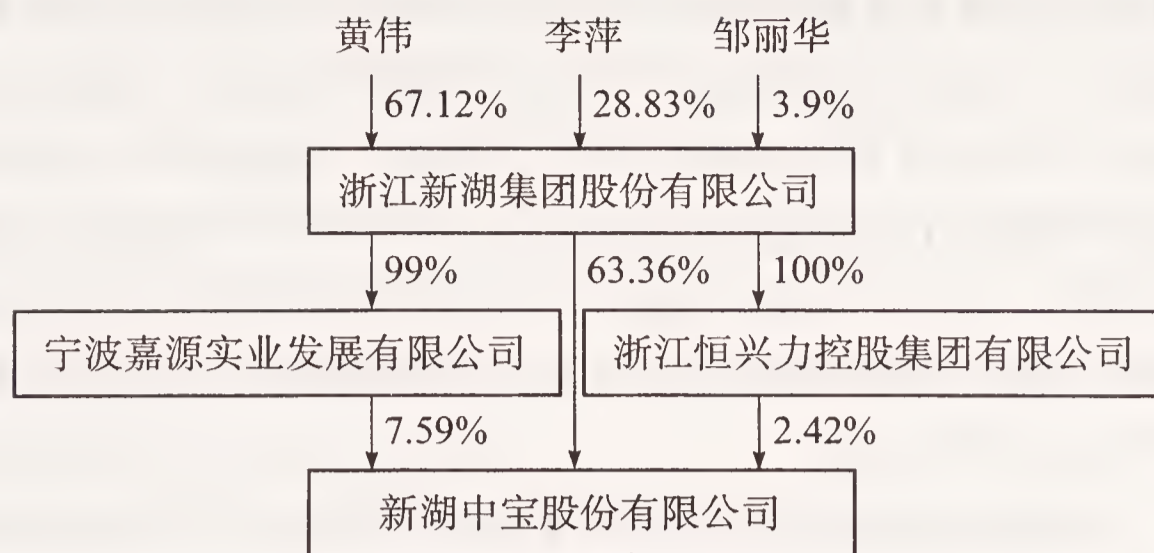 黄伟 李萍 邹丽华
67.12% 28.83% 3.9%
浙江新湖集团股份有限公司
99% 63.36% 100%
宁波嘉源实业发展有限公司 浙江恒兴力控股集团有限公司
7.59% 2.42%
新湖中宝股份有限公司